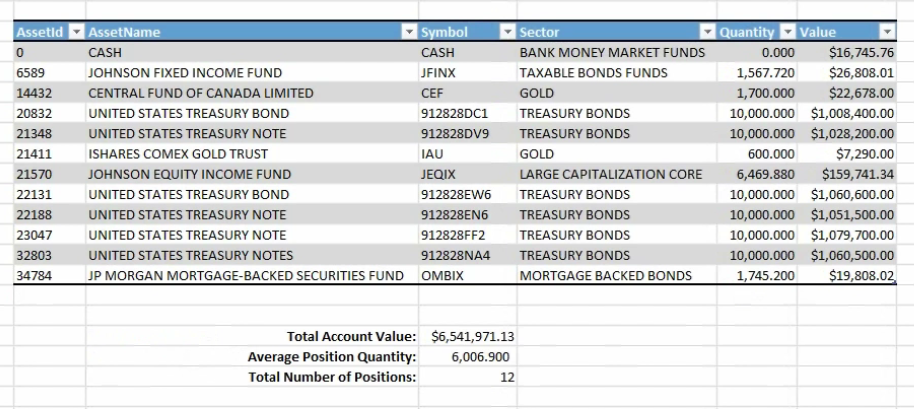 AssetId AssetName Symbol Sector Quantity Value
0 CASH CASH BANK MONEY MARKET FUNDS 0.000 $16,745.76
6589 JOHNSON FIXED INCOME FUND JFINX TAXABLE BONDS FUNDS 1,567.720 $26,808.01
14432 CENTRAL FUND OF CANADA LIMITED CEF GOLD 1,700.000 $22,678.00
20832 UNITED STATES TREASURY BOND 912828DC1 TREASURY BONDS 10,000.000 $1,008,400.00
21348 UNITED STATES TREASURY NOTE 912828DV9 TREASURY BONDS 10,000.000 $1,028,200.00
21411 ISHARES COMEX GOLD TRUST IAU GOLD 600.000 $7,290.00
21570 JOHNSON EQUITY INCOME FUND JEQIX LARGE CAPITALIZATION CORE 6,469.880 $159,741.34
22131 UNITED STATES TREASURY BOND 912828EW6 TREASURY BONDS 10,000.000 $1,060,600.00
22188 UNITED STATES TREASURY NOTE 912828EN6 TREASURY BONDS 10,000.000 $1,051,500.00
23047 UNITED STATES TREASURY NOTE 912828FF2 TREASURY BONDS 10,000.000 $1,079,700.00
32803 UNITED STATES TREASURY NOTES 912828NA4 TREASURY BONDS 10,000.000 $1,060,500.00
34784 JP MORGAN MORTGAGE-BACKED SECURITIES FUND OMBIX MORTGAGE BACKED BONDS 1,745.200 $19,808.02
Total Account Value: $6,541,971.13
Average Position Quantity: 6,006.900
Total Number of Positions: 12